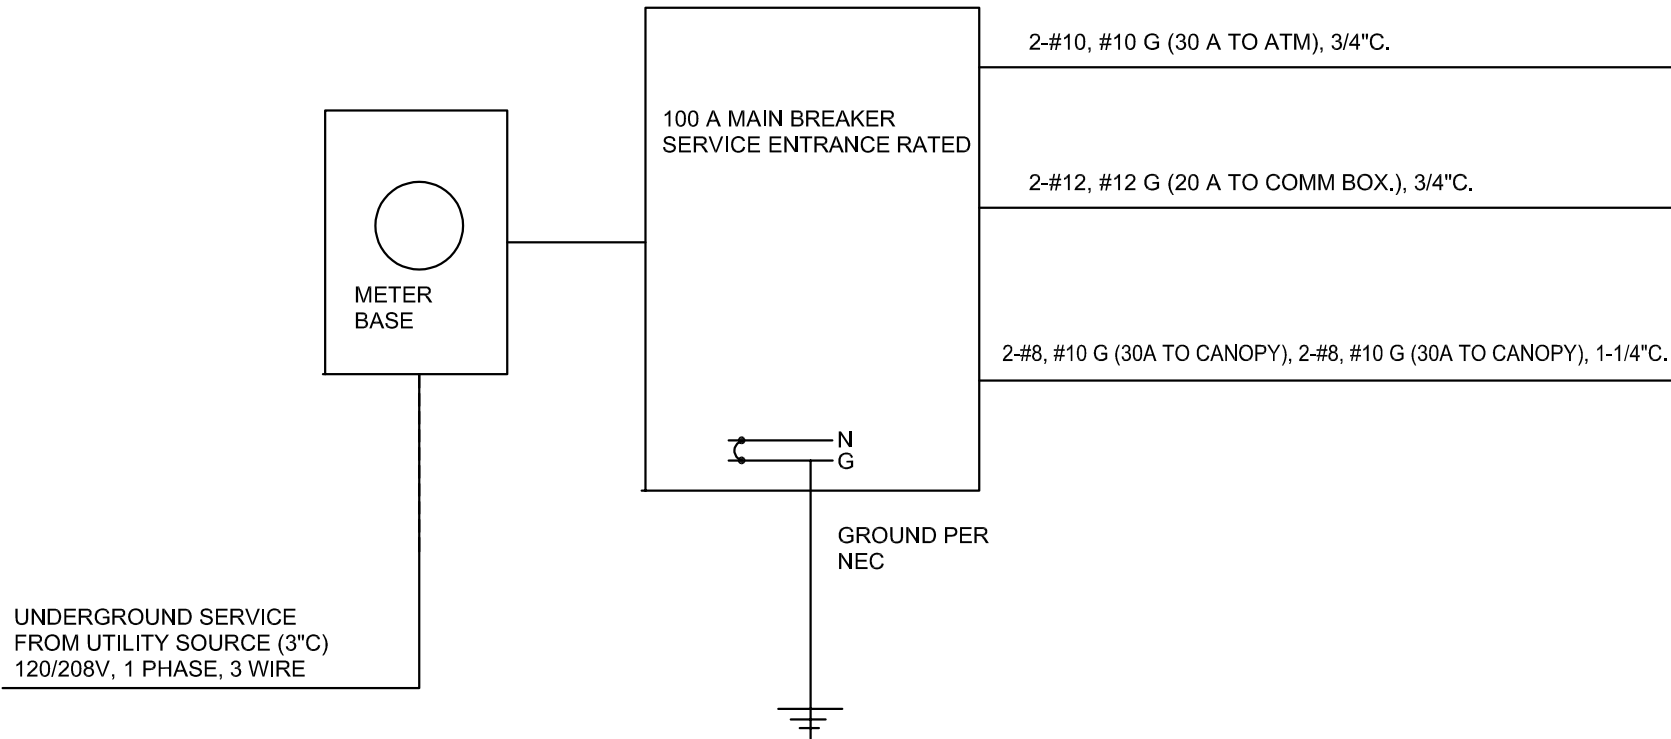 2-#10, #10 G (30 A TO ATM), 3/4"C.
100 A MAIN BREAKER
SERVICE ENTRANCE RATED
2-#12, #12 G (20 A TO COMM BOX.), 3/4"C.
METER
BASE
2-#8, #10 G (30A TO CANOPY), 2-#8, #10 G (30A TO CANOPY), 1-1/4"C.
N
G
GROUND PER
NEC
UNDERGROUND SERVICE
FROM UTILITY SOURCE (3"C)
120/208V, 1 PHASE, 3 WIRE